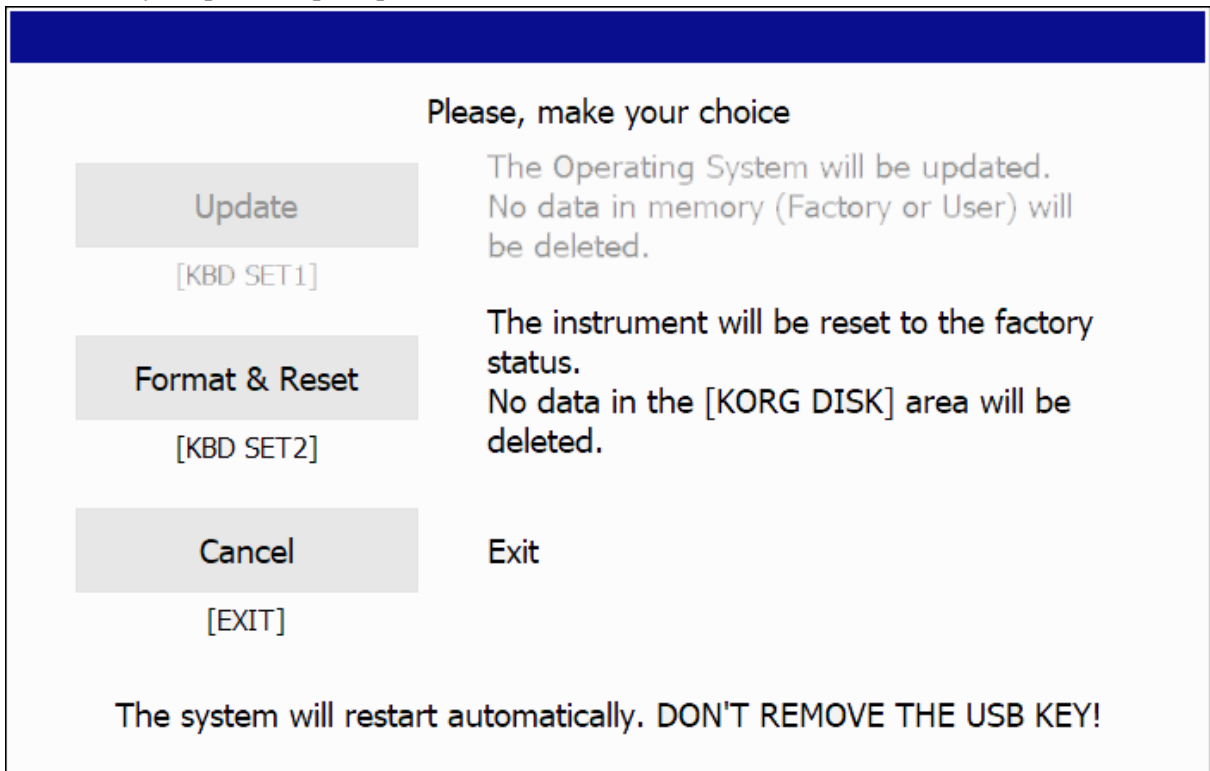 Please, make your choice
Update
[KBD SET1]
The Operating System will be updated.
No data in memory (Factory or User) will
be deleted.
Format & Reset
[KBD SET2]
The instrument will be reset to the factory
status.
No data in the [KORG DISK] area will be
deleted.
Cancel
[EXIT]
Exit
The system will restart automatically. DON'T REMOVE THE USB KEY!